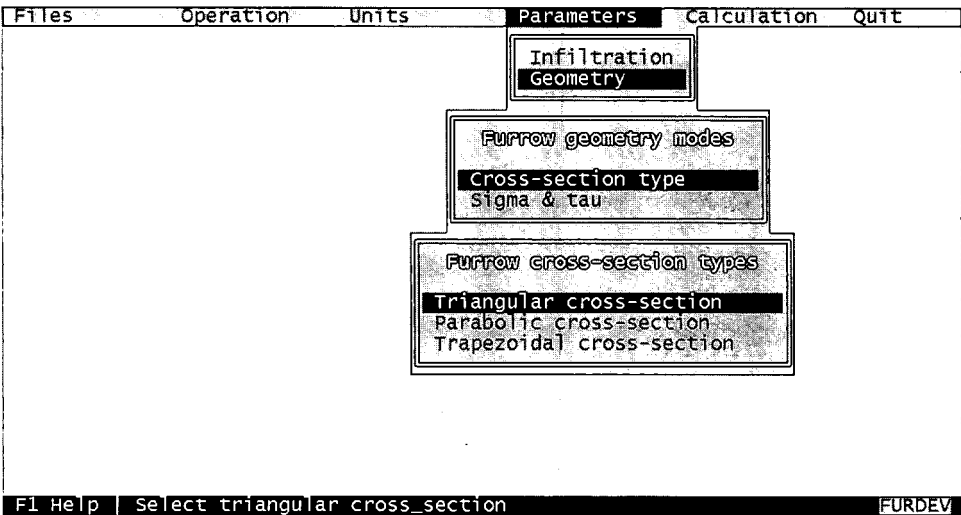 Files Operation Units Parameters Calculation Quit
Infiltration
Geometry
Furrow geometry modes
Cross-section type
Sigma & tau
Furrow cross-section types
Triangular cross-section
Parabolic cross-section
Trapezoidal cross-section
F1 Help | Select triangular cross_section FURDEV